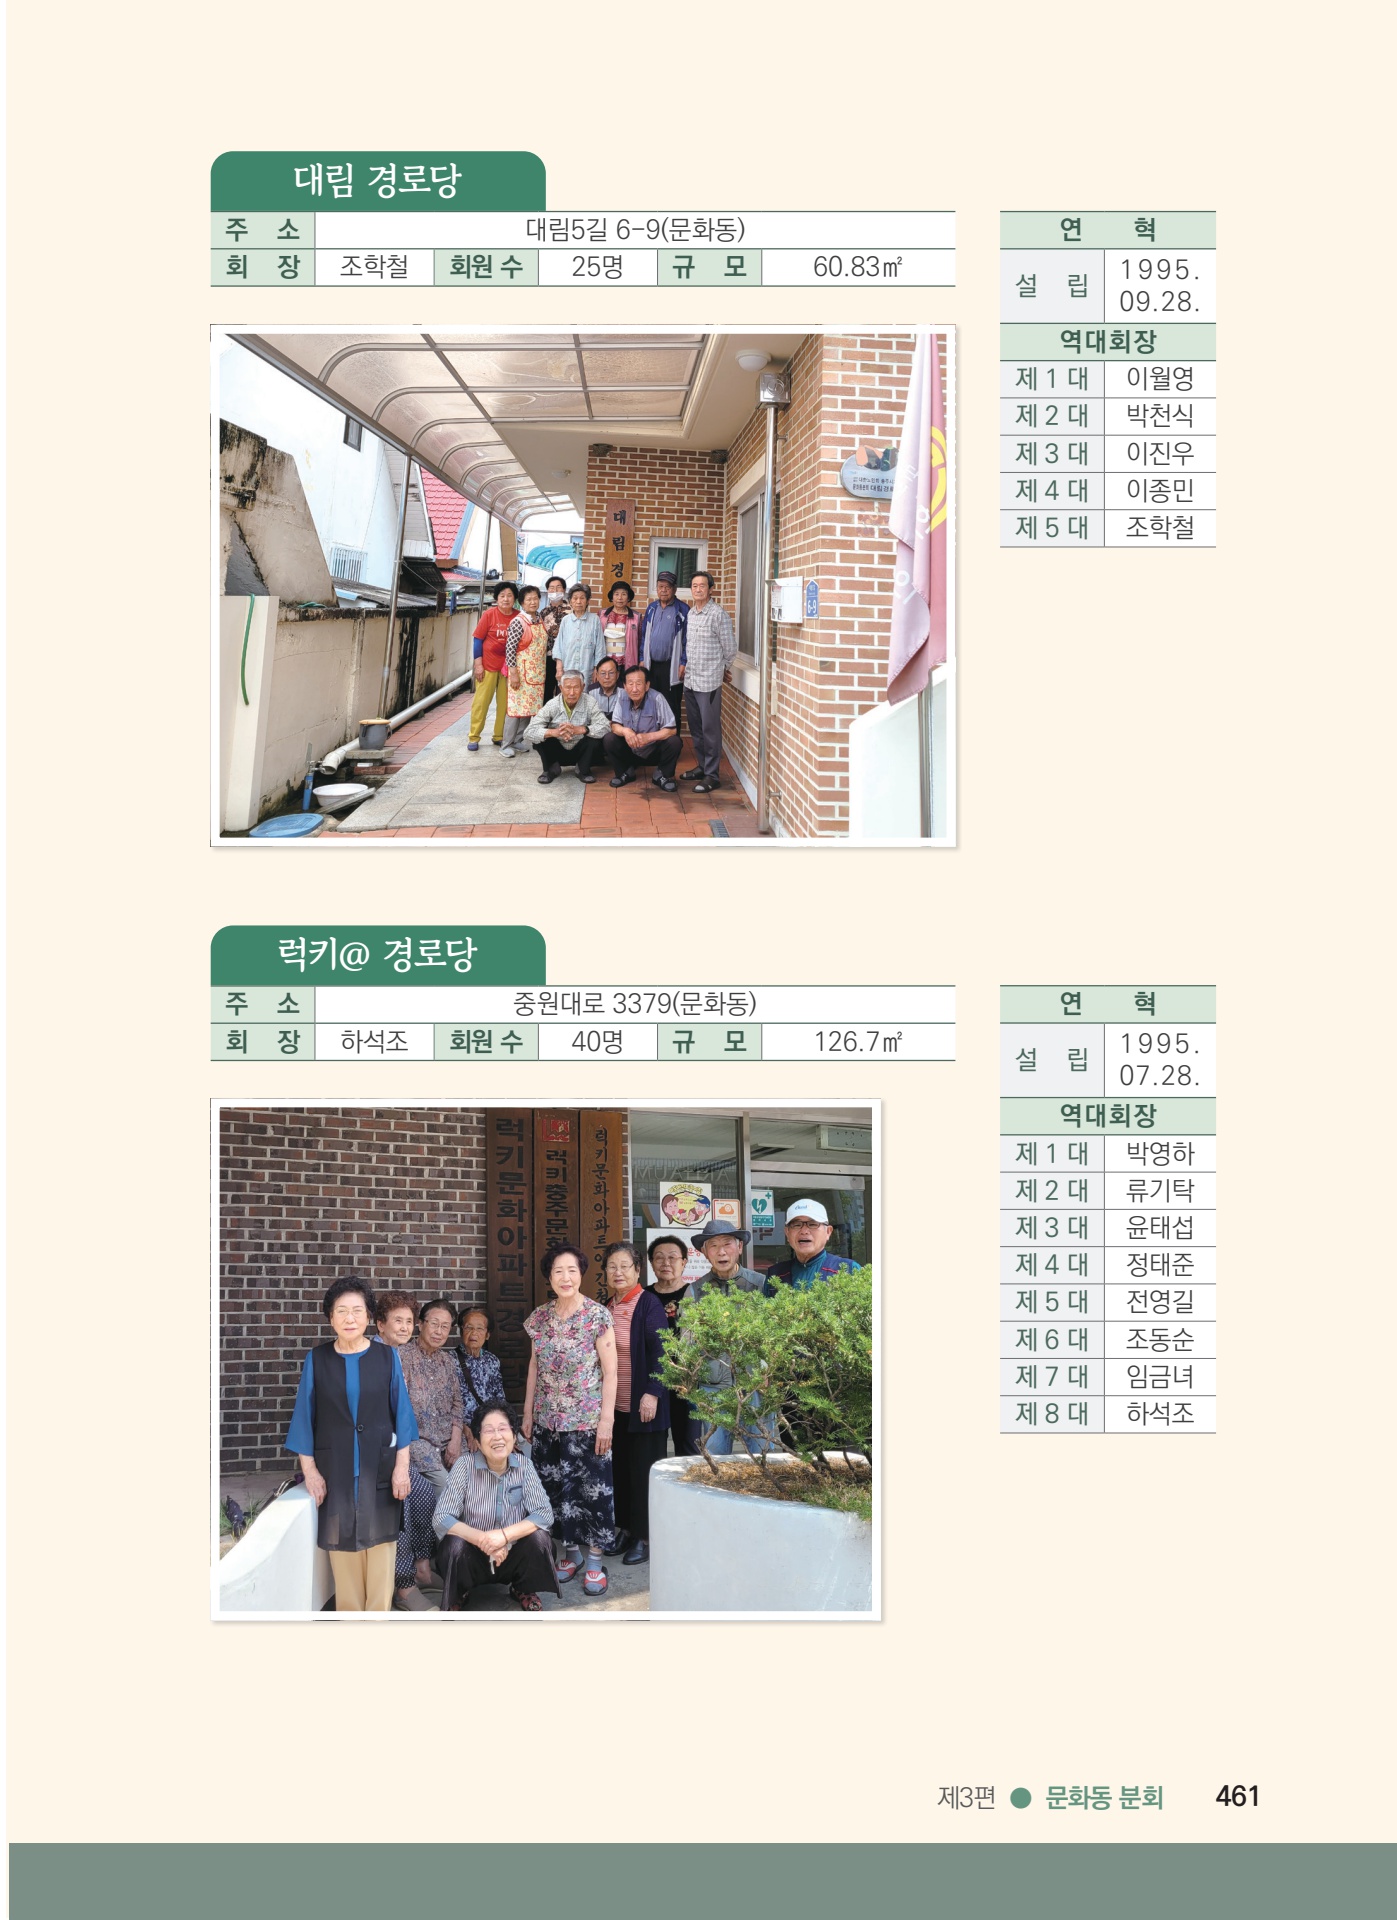 대림 경로당
주 소 대림5길 6-9(문화동)
회 장 조학철 회원 수 25명 규 모 60.83㎡
연 혁
설 립 1995. 09.28.
역대회장
제 1 대 이월영
제 2 대 박천식
제 3 대 이진우
제 4 대 이종민
제 5 대 조학철
대림경
6-9
럭키@ 경로당
주 소 중원대로 3379(문화동)
회 장 하석조 회원 수 40명 규 모 126.7㎡
연 혁
설 립 1995. 07.28.
역대회장
제 1 대 박영하
제 2 대 류기탁
제 3 대 윤태섭
제 4 대 정태준
제 5 대 전영길
제 6 대 조동순
제 7 대 임금녀
제 8 대 하석조
럭키문화아파트경로당
럭키충주문화
럭키문화아파트
제3편 ● 문화동 분회 461